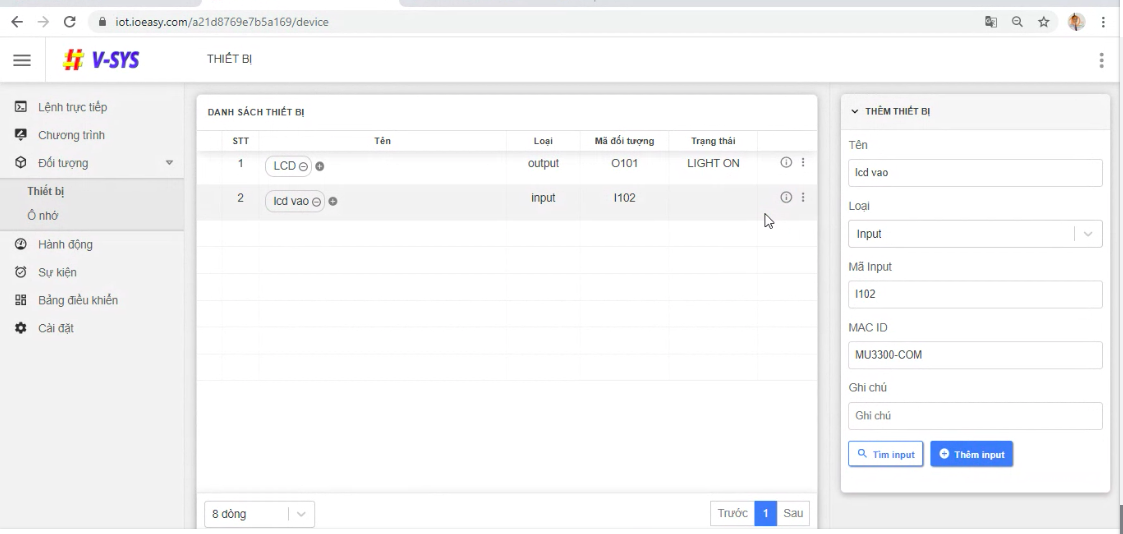 iot.ioeasy.com/a21d8769e7b5a169/device
V-SYS
THIẾT BỊ
Lệnh trực tiếp
Chương trình
Đối tượng
Thiết bị
Ô nhớ
Hành động
Sự kiện
Bảng điều khiển
Cài đặt
DANH SÁCH THIẾT BỊ
STT Tên Loại Mã đối tượng Trạng thái
1 LCD output O101 LIGHT ON
2 lcd vao input I102
8 dòng
Trước 1 Sau
THÊM THIẾT BỊ
Tên
lcd vao
Loại
Input
Mã Input
I102
MAC ID
MU3300-COM
Ghi chú
Ghi chú
Tìm input Thêm input